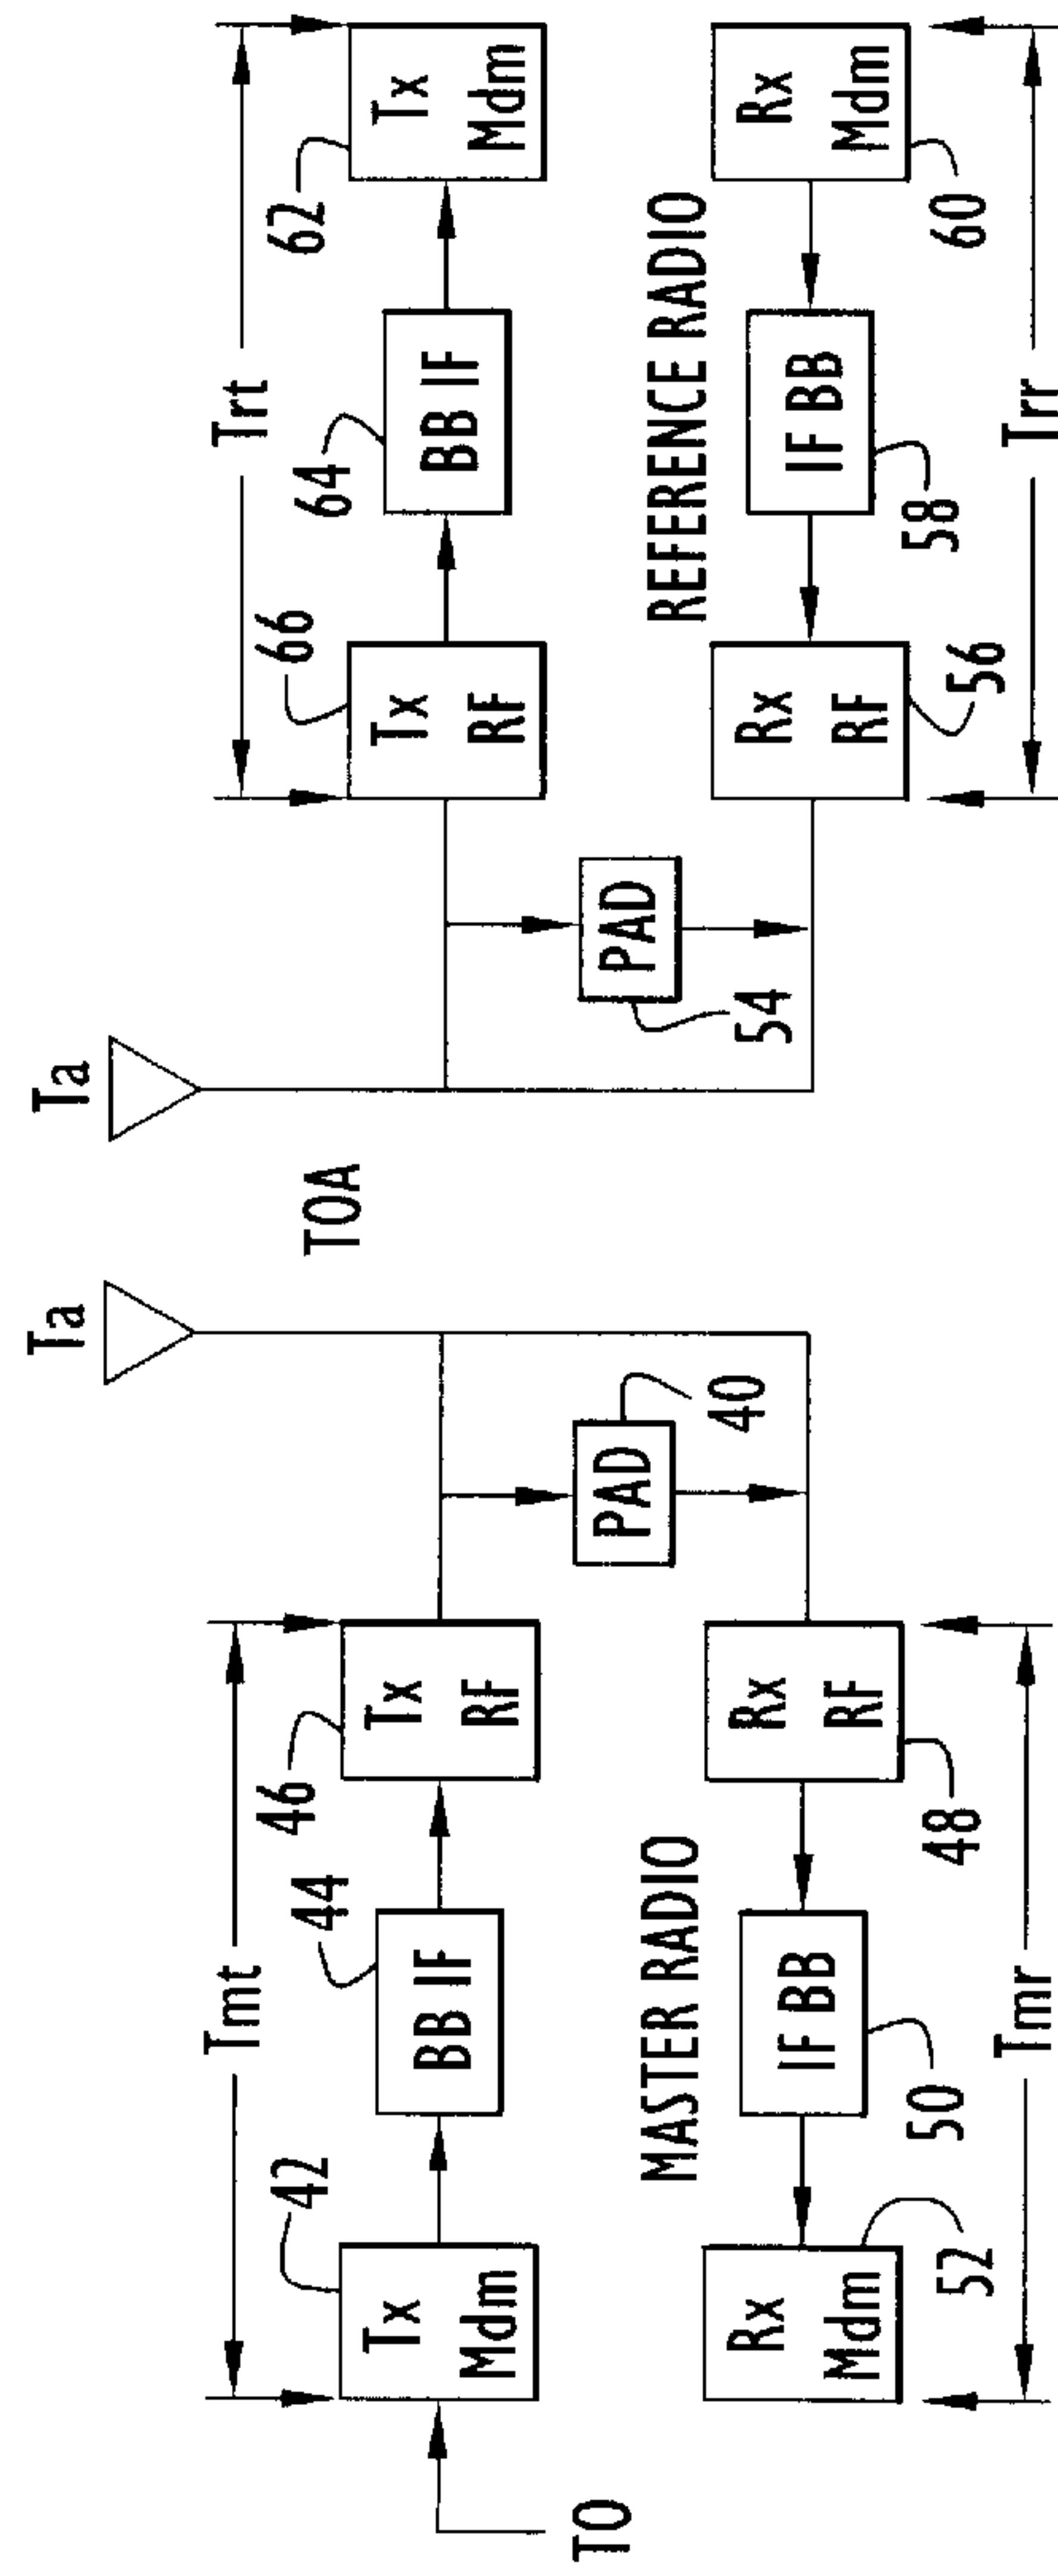 Ta
Ta
TOA
Tmt
Trt
42
44
46
66
64
62
TO
Tx
Mdm
BB IF
Tx
RF
Tx
RF
BB IF
Tx
Mdm
PAD
40
PAD
54
MASTER RADIO
REFERENCE RADIO
Rx
Mdm
IF BB
Rx
RF
Rx
RF
IF BB
Rx
Mdm
52
50
48
56
58
60
Tmr
Trr